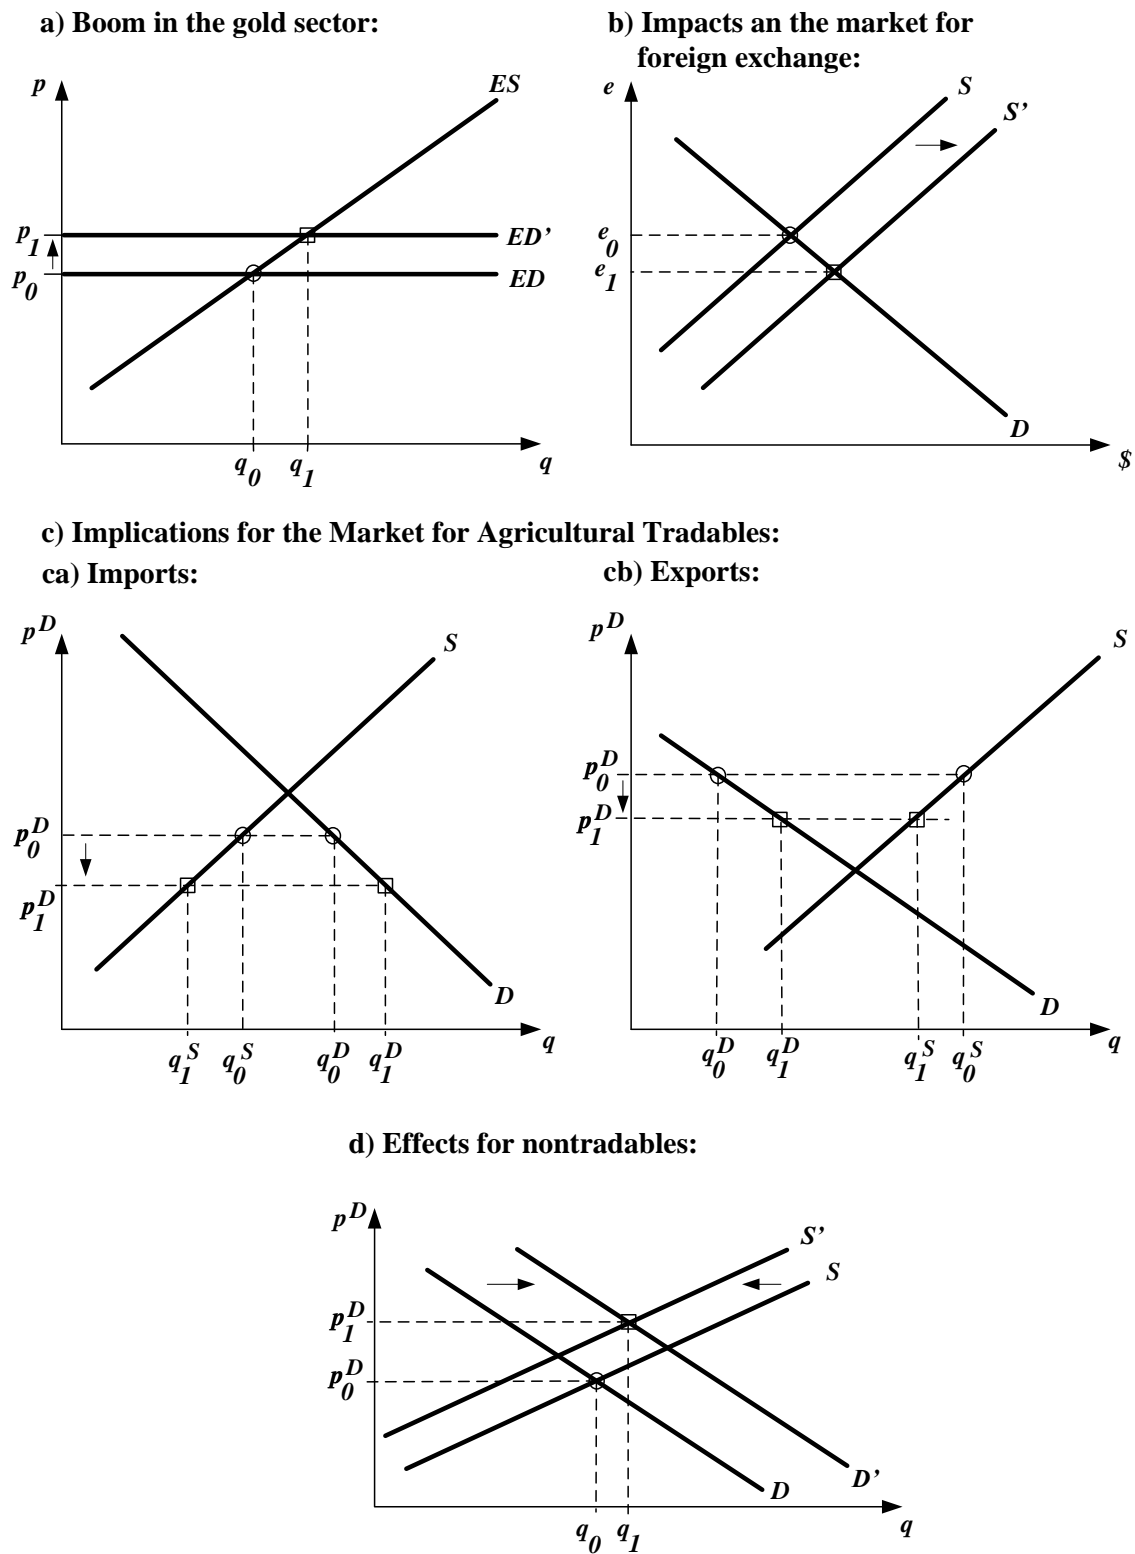 a) Boom in the gold sector:
b) Impacts an the market for
foreign exchange:
p
ES
p1
ED’
p0
ED
q0
q1
q
e
S
S’
e0
e1
D
$
c) Implications for the Market for Agricultural Tradables:
ca) Imports:
cb) Exports:
pD
S
p0D
p1D
D
q1S
q0S
q0D
q1D
q
pD
S
p0D
p1D
D
q0D
q1D
q1S
q0S
q
d) Effects for nontradables:
pD
S’
S
p1D
p0D
D
D’
q0
q1
q